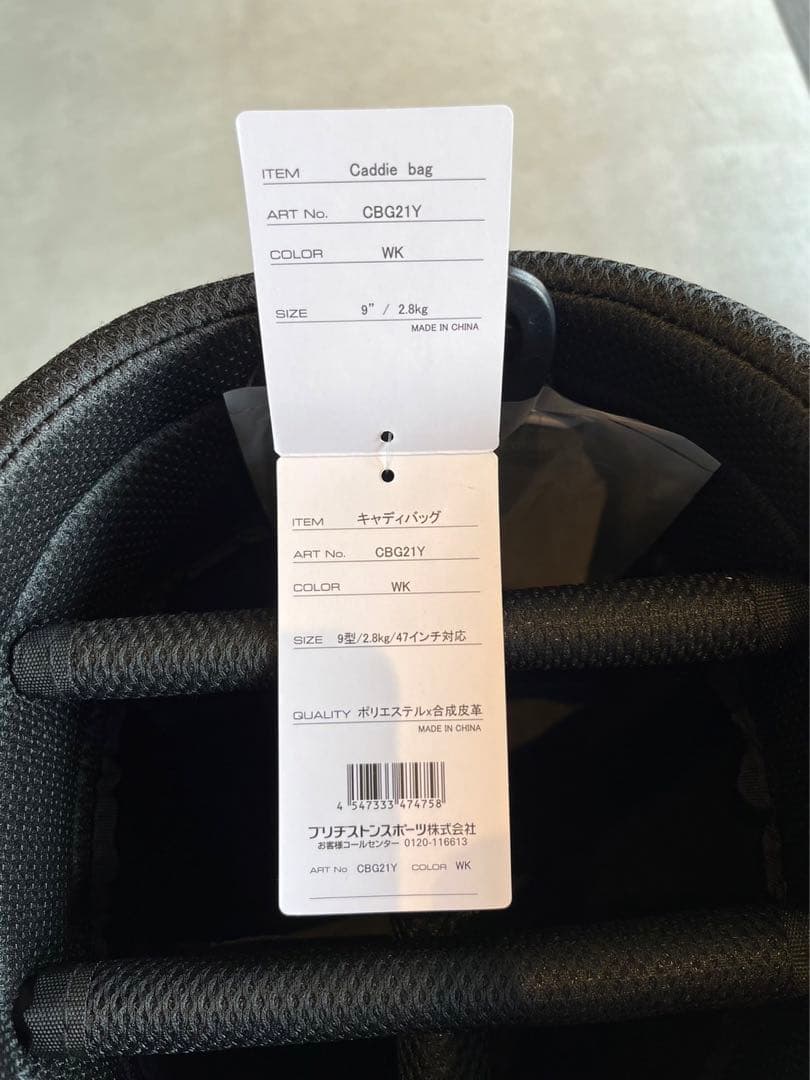 ITEM Caddie bag
ART No. CBG21Y
COLOR WK
SIZE 9” / 2.8kg
MADE IN CHINA
ITEM キャディバッグ
ART No. CBG21Y
COLOR WK
SIZE 9型/2.8kg/47インチ対応
QUALITY ポリエステルx合成皮革
MADE IN CHINA
4 547333 474758
ブリヂストンスポーツ株式会社
お客様コールセンター 0120-116613
ART No CBG21Y COLOR WK